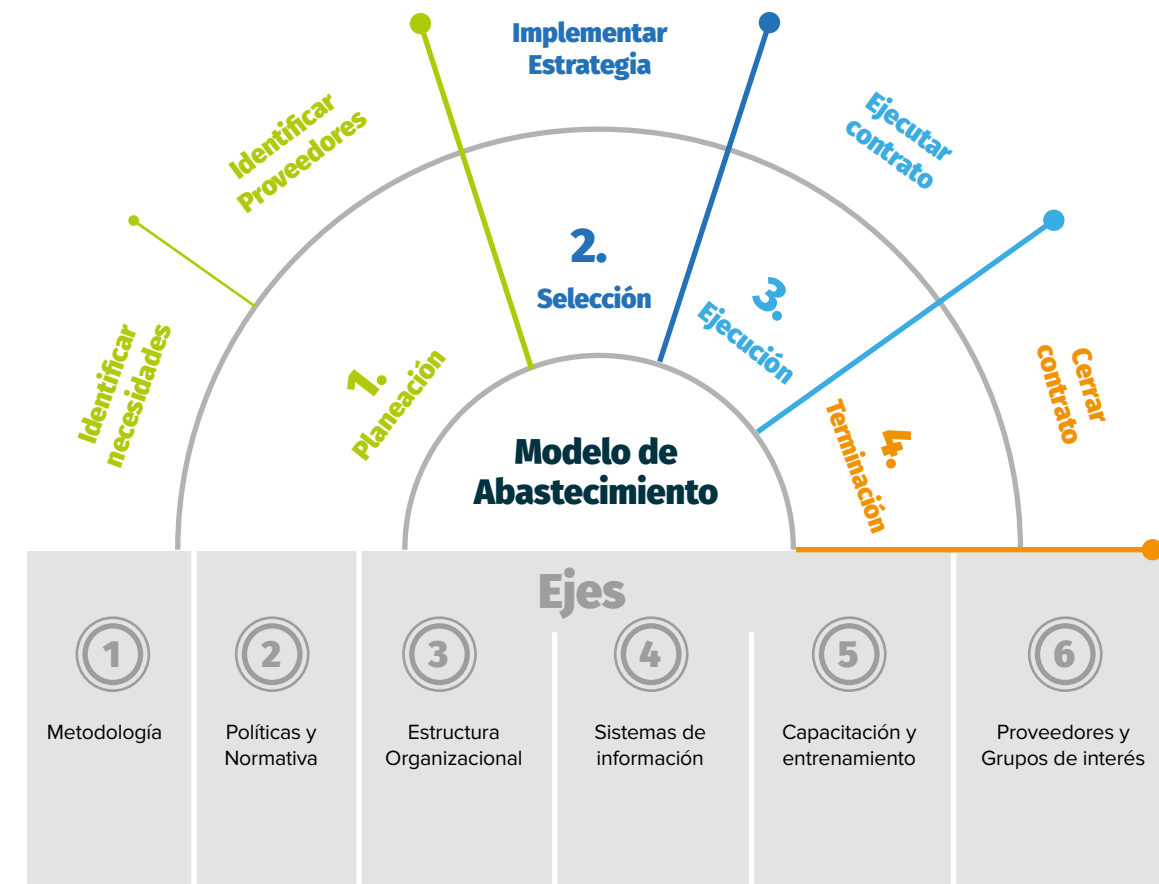 Implementar
Estrategia
Identificar
Proveedores
Ejecutar
contrato
Identificar
necesidades
Cerrar
contrato
1.
Planeación
2.
Selección
3.
Ejecución
4.
Terminación
Modelo de
Abastecimiento
Ejes
1
Metodología
2
Políticas y
Normativa
3
Estructura
Organizacional
4
Sistemas de
información
5
Capacitación y
entrenamiento
6
Proveedores y
Grupos de interés